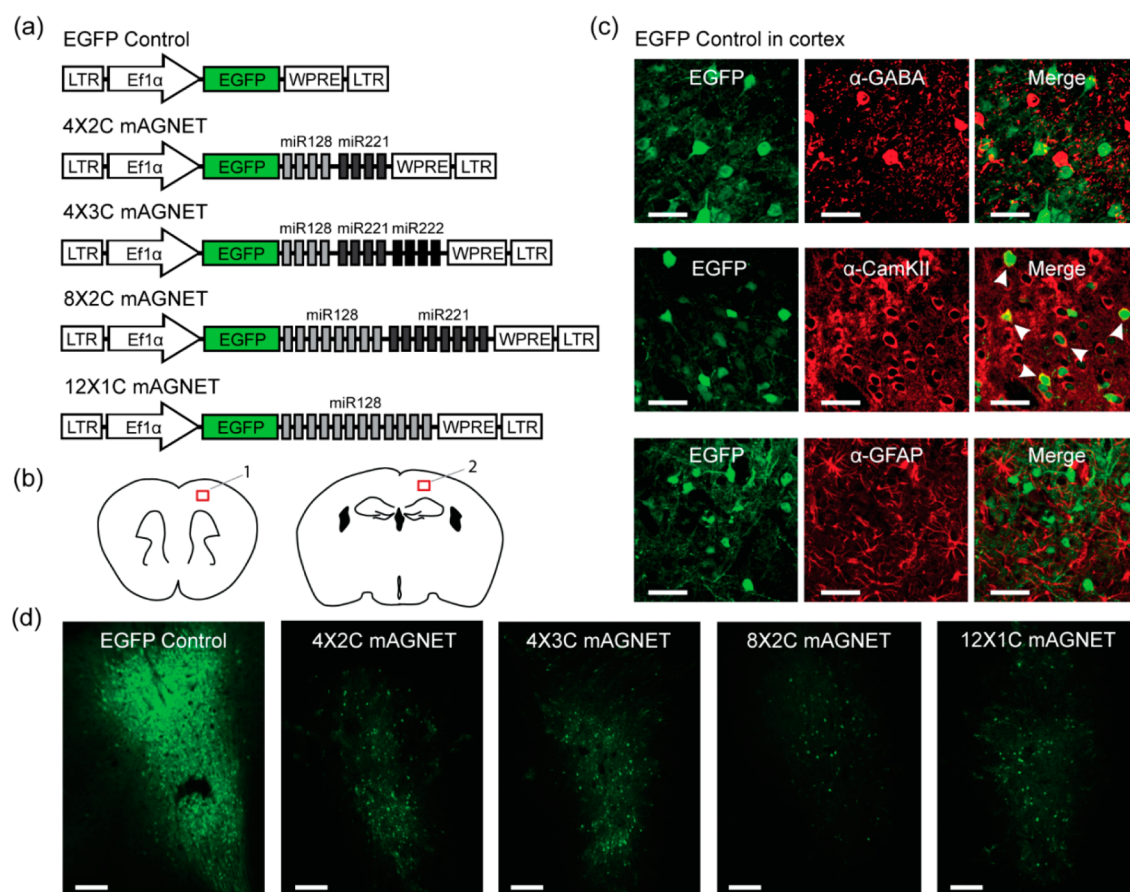 (a)
EGFP Control
LTR Ef1α EGFP WPRE LTR
4X2C mAGNET
miR128 miR221
LTR Ef1α EGFP WPRE LTR
4X3C mAGNET
miR128 miR221 miR222
LTR Ef1α EGFP WPRE LTR
8X2C mAGNET
miR128 miR221
LTR Ef1α EGFP WPRE LTR
12X1C mAGNET
miR128
LTR Ef1α EGFP WPRE LTR
(b)
1
2
(c)
EGFP Control in cortex
EGFP α-GABA Merge
EGFP α-CamKII Merge
EGFP α-GFAP Merge
(d)
EGFP Control 4X2C mAGNET 4X3C mAGNET 8X2C mAGNET 12X1C mAGNET